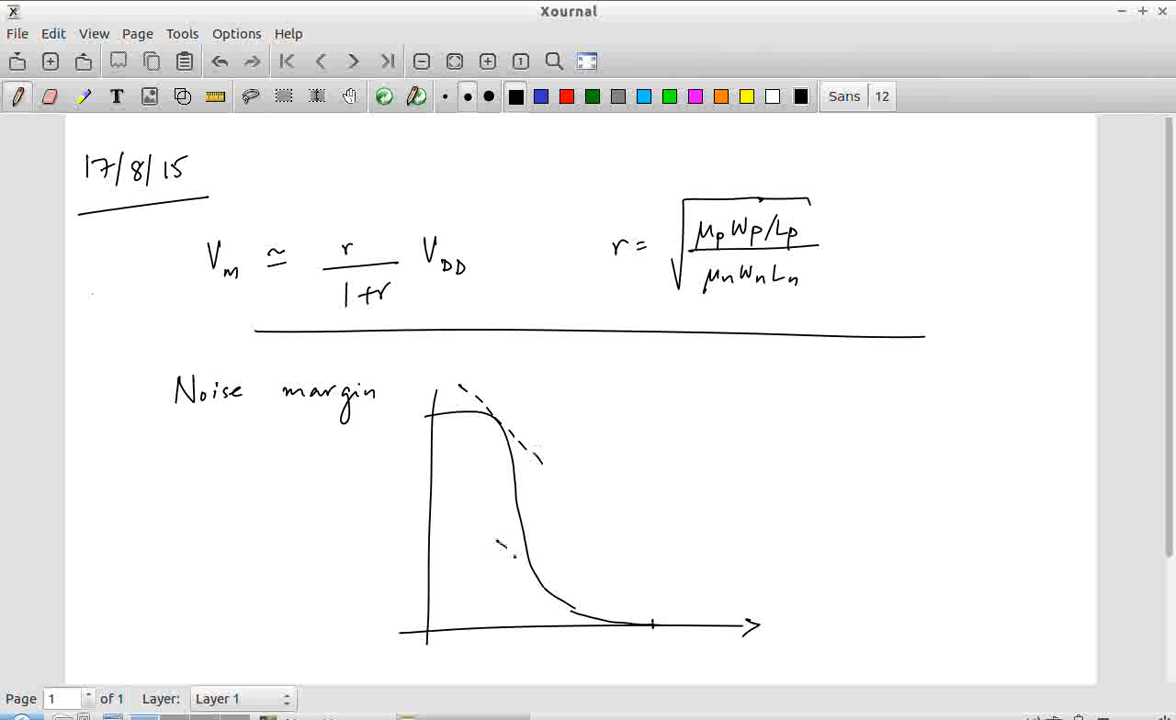 Xournal
File Edit View Page Tools Options Help
Sans 12
17/8/15
V_m ≃ r/(1+r) V_DD
r = √((μ_p W_p/L_p)/(μ_n W_n L_n))
Noise margin
Page 1 of 1 Layer: Layer 1